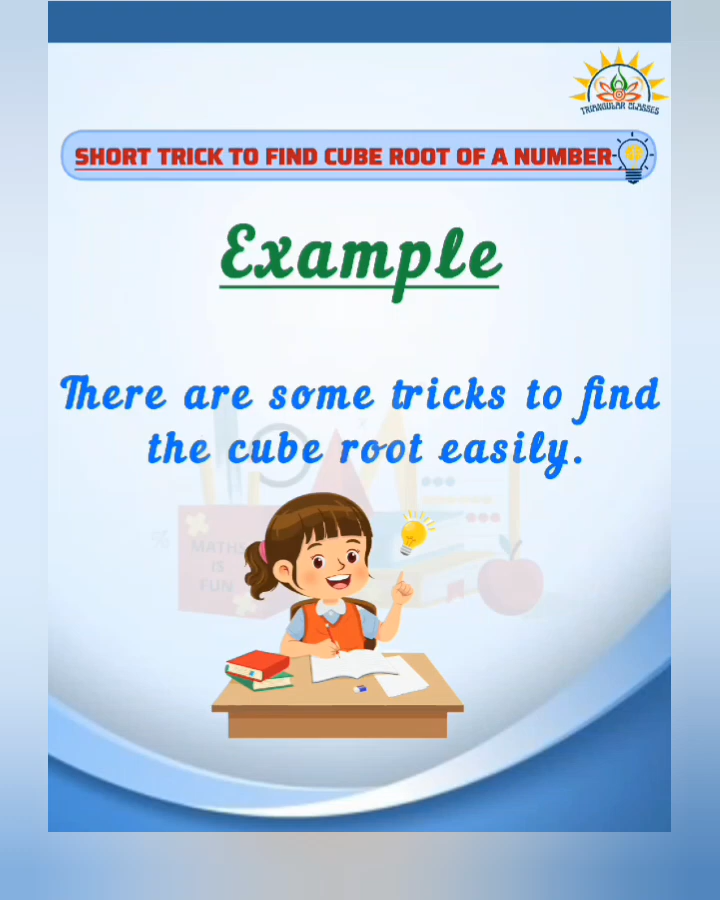 TRIANGULAR CLASSES
SHORT TRICK TO FIND CUBE ROOT OF A NUMBER-
Example
There are some tricks to find
the cube root easily.
MATHS
IS
FUN